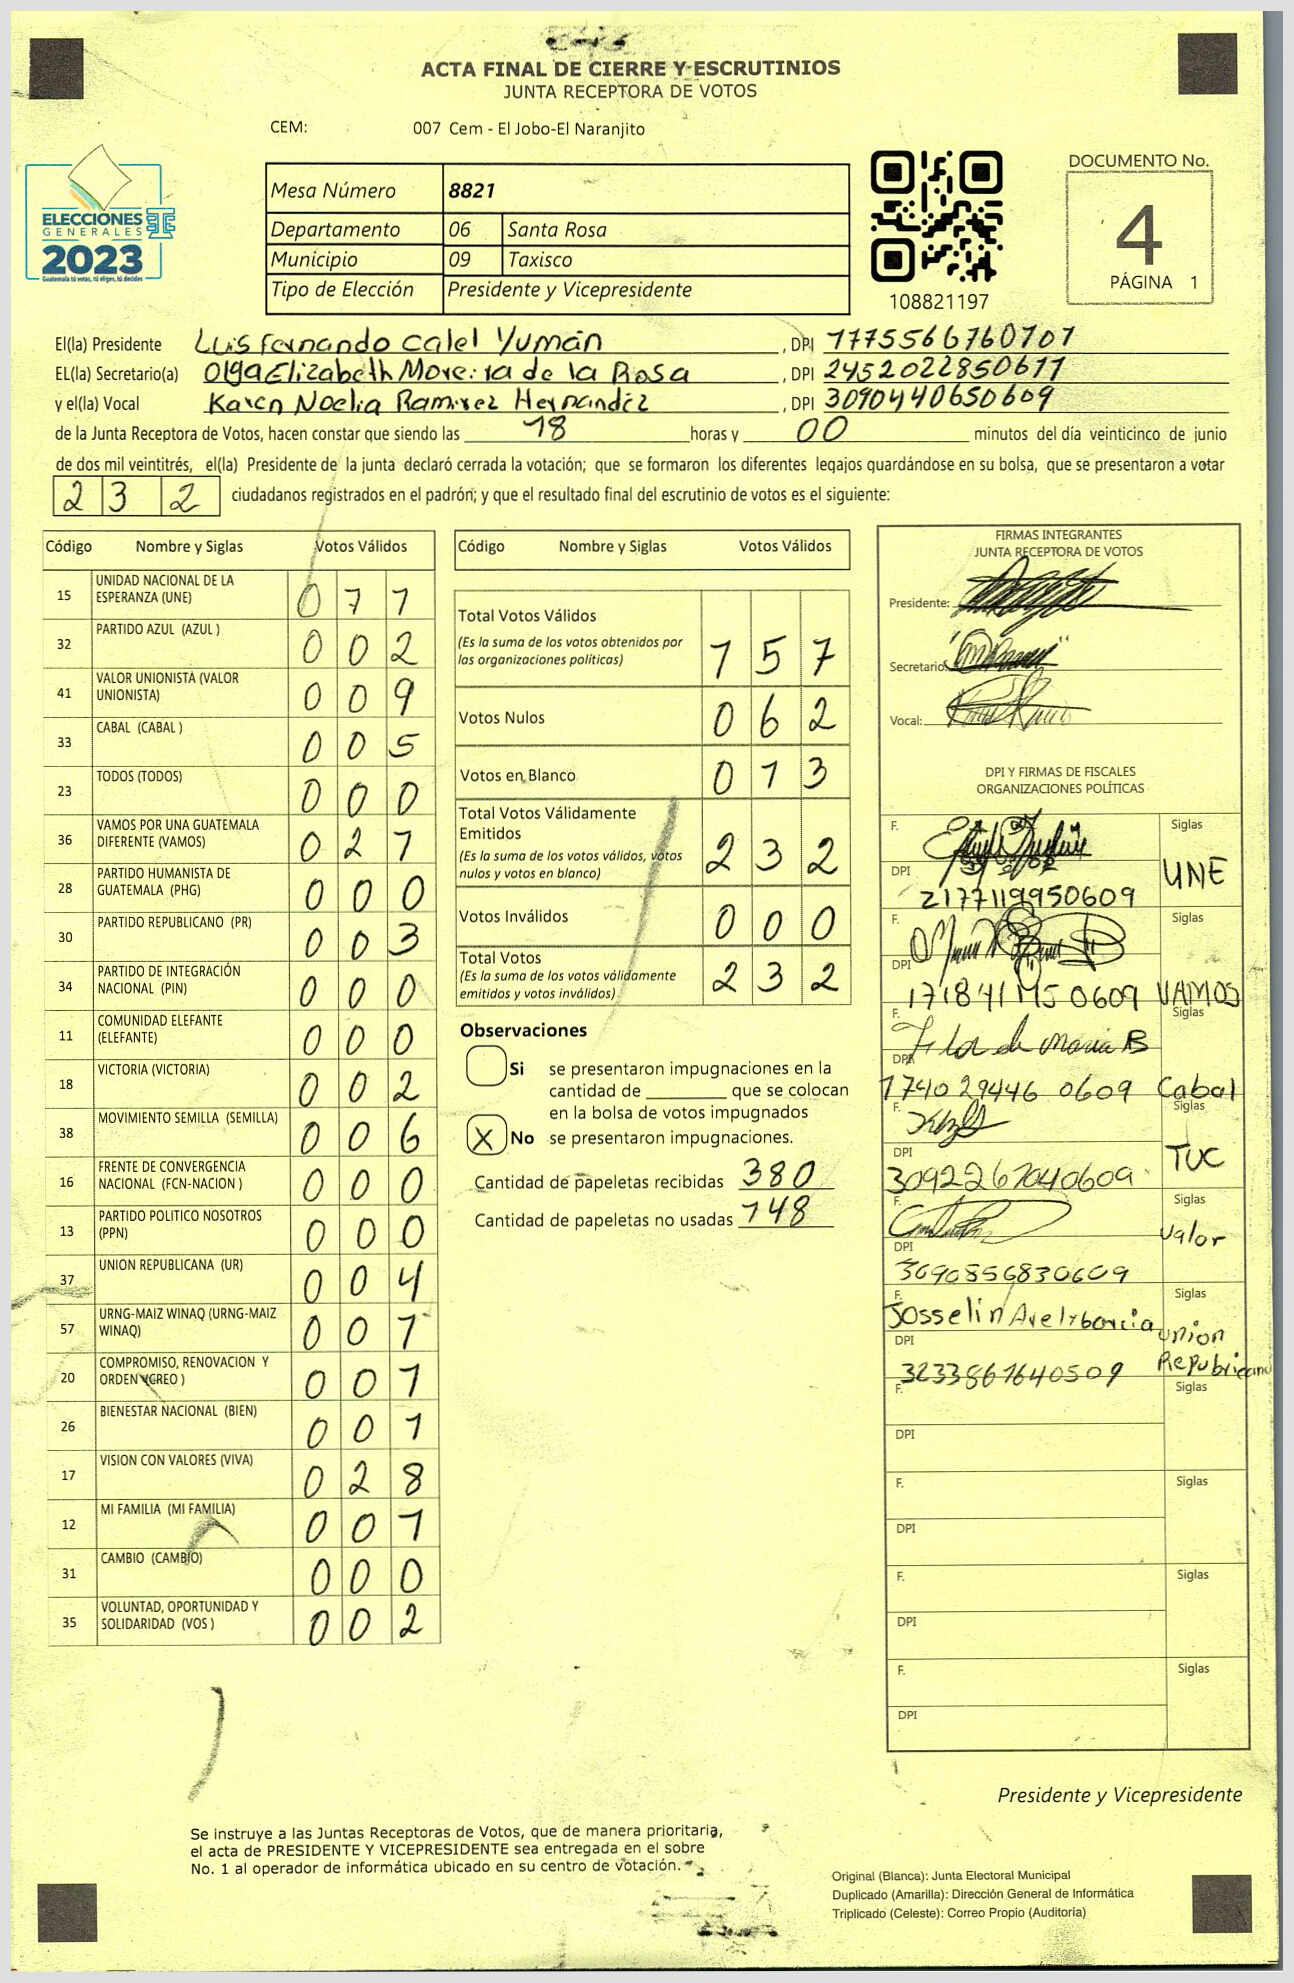 ACTA FINAL DE CIERRE Y ESCRUTINIOS
JUNTA RECEPTORA DE VOTOS
CEM: 007 Cem - El Jobo-El Naranjito
ELECCIONES
GENERALES
2023
Guatemala tú votas, tú eliges, tú decides
Mesa Número 8821
Departamento 06 Santa Rosa
Municipio 09 Taxisco
Tipo de Elección Presidente y Vicepresidente
108821197
DOCUMENTO No.
4
PÁGINA 1
El(la) Presidente Luis Fernando Calel Yumán , DPI 1775566760101
EL(la) Secretario(a) Olga Elizabeth Moreira de la Rosa , DPI 2452022850611
y el(la) Vocal Karen Noelia Ramirez Hernández , DPI 3090440650609
de la Junta Receptora de Votos, hacen constar que siendo las 18 horas y 00 minutos del día veinticinco de junio
de dos mil veintitrés, el(la) Presidente de la junta declaró cerrada la votación; que se formaron los diferentes legajos guardándose en su bolsa, que se presentaron a votar
2 3 2 ciudadanos registrados en el padrón; y que el resultado final del escrutinio de votos es el siguiente:
Código Nombre y Siglas Votos Válidos
15 UNIDAD NACIONAL DE LA ESPERANZA (UNE) 0 7 1
32 PARTIDO AZUL (AZUL ) 0 0 2
41 VALOR UNIONISTA (VALOR UNIONISTA) 0 0 9
33 CABAL (CABAL ) 0 0 5
23 TODOS (TODOS) 0 0 0
36 VAMOS POR UNA GUATEMALA DIFERENTE (VAMOS) 0 2 1
28 PARTIDO HUMANISTA DE GUATEMALA (PHG) 0 0 0
30 PARTIDO REPUBLICANO (PR) 0 0 3
34 PARTIDO DE INTEGRACIÓN NACIONAL (PIN) 0 0 0
11 COMUNIDAD ELEFANTE (ELEFANTE) 0 0 0
18 VICTORIA (VICTORIA) 0 0 2
38 MOVIMIENTO SEMILLA (SEMILLA) 0 0 6
16 FRENTE DE CONVERGENCIA NACIONAL (FCN-NACION ) 0 0 0
13 PARTIDO POLITICO NOSOTROS (PPN) 0 0 0
37 UNION REPUBLICANA (UR) 0 0 4
57 URNG-MAIZ WINAQ (URNG-MAIZ WINAQ) 0 0 1
20 COMPROMISO, RENOVACION Y ORDEN (CREO ) 0 0 1
26 BIENESTAR NACIONAL (BIEN) 0 0 1
17 VISION CON VALORES (VIVA) 0 2 8
12 MI FAMILIA (MI FAMILIA) 0 0 1
31 CAMBIO (CAMBIO) 0 0 0
35 VOLUNTAD, OPORTUNIDAD Y SOLIDARIDAD (VOS ) 0 0 2
Código Nombre y Siglas Votos Válidos
Total Votos Válidos
(Es la suma de los votos obtenidos por
las organizaciones políticas) 1 5 7
Votos Nulos 0 6 2
Votos en Blanco 0 1 3
Total Votos Válidamente
Emitidos
(Es la suma de los votos válidos, votos
nulos y votos en blanco) 2 3 2
Votos Inválidos 0 0 0
Total Votos
(Es la suma de los votos válidamente
emitidos y votos inválidos) 2 3 2
Observaciones
Si se presentaron impugnaciones en la
cantidad de ________ que se colocan
en la bolsa de votos impugnados
X No se presentaron impugnaciones.
Cantidad de papeletas recibidas 380
Cantidad de papeletas no usadas 148
FIRMAS INTEGRANTES
JUNTA RECEPTORA DE VOTOS
Presidente:
Secretario:
Vocal:
DPI Y FIRMAS DE FISCALES
ORGANIZACIONES POLÍTICAS
F. Siglas
DPI 2177119950609 UNE
F. Siglas
DPI VAMOS
F. Flor de Maria B Siglas
DPI 1740 29446 0609 Cabal
F. Siglas
DPI 3092267040609 TUC
F. Siglas
DPI 3090856830609 Valor
F. Josselin Siglas
DPI 3233867640509 Union Republicana
F. Siglas
DPI
F. Siglas
DPI
F. Siglas
DPI
F. Siglas
DPI
Presidente y Vicepresidente
Se instruye a las Juntas Receptoras de Votos, que de manera prioritaria,
el acta de PRESIDENTE Y VICEPRESIDENTE sea entregada en el sobre
No. 1 al operador de informática ubicado en su centro de votación.
Original (Blanca): Junta Electoral Municipal
Duplicado (Amarilla): Dirección General de Informática
Triplicado (Celeste): Correo Propio (Auditoría)